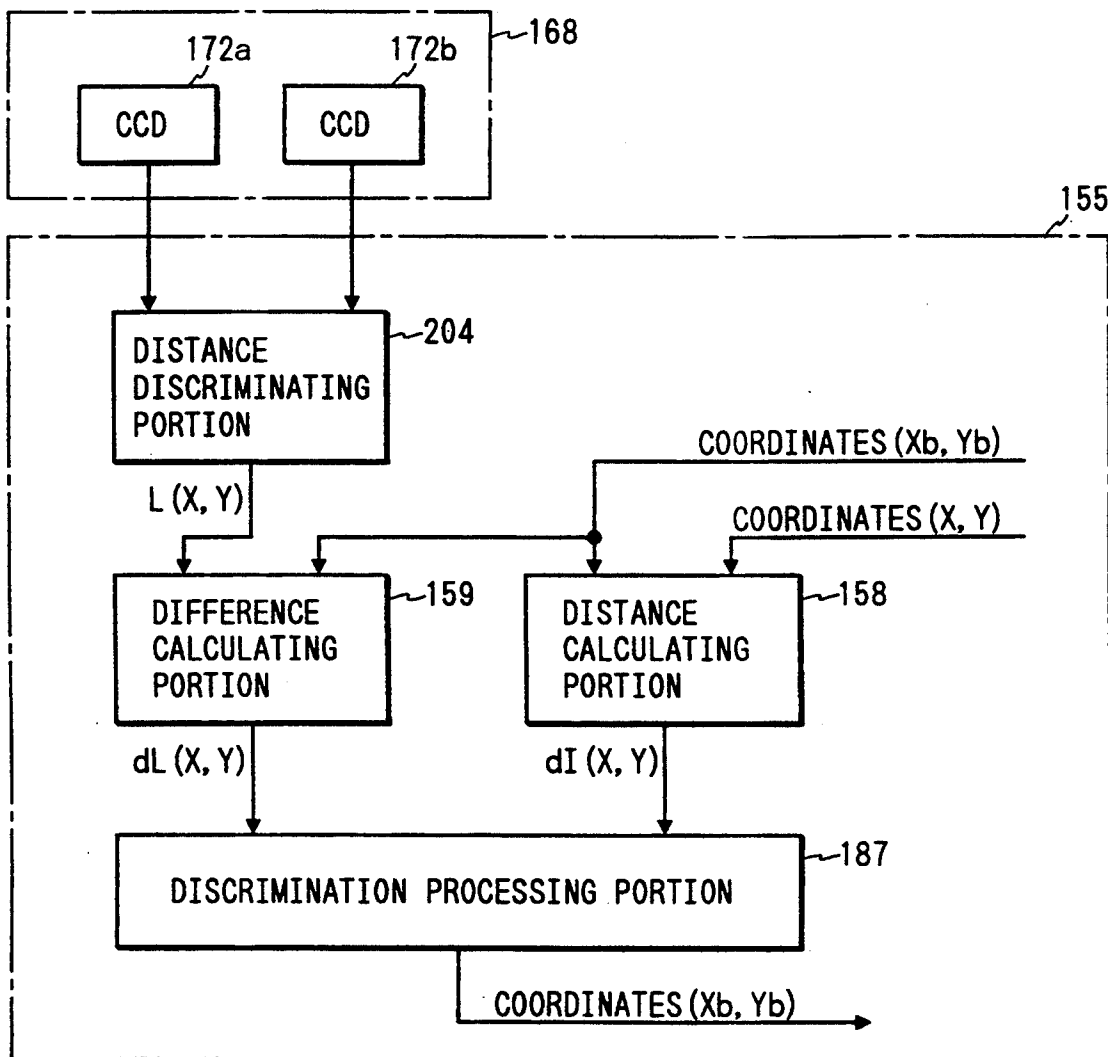 168
172a
172b
CCD
CCD
155
204
DISTANCE
DISCRIMINATING
PORTION
COORDINATES(Xb, Yb)
L(X, Y)
COORDINATES(X, Y)
159
158
DIFFERENCE
CALCULATING
PORTION
DISTANCE
CALCULATING
PORTION
dL(X, Y)
dI(X, Y)
187
DISCRIMINATION PROCESSING PORTION
COORDINATES(Xb, Yb)